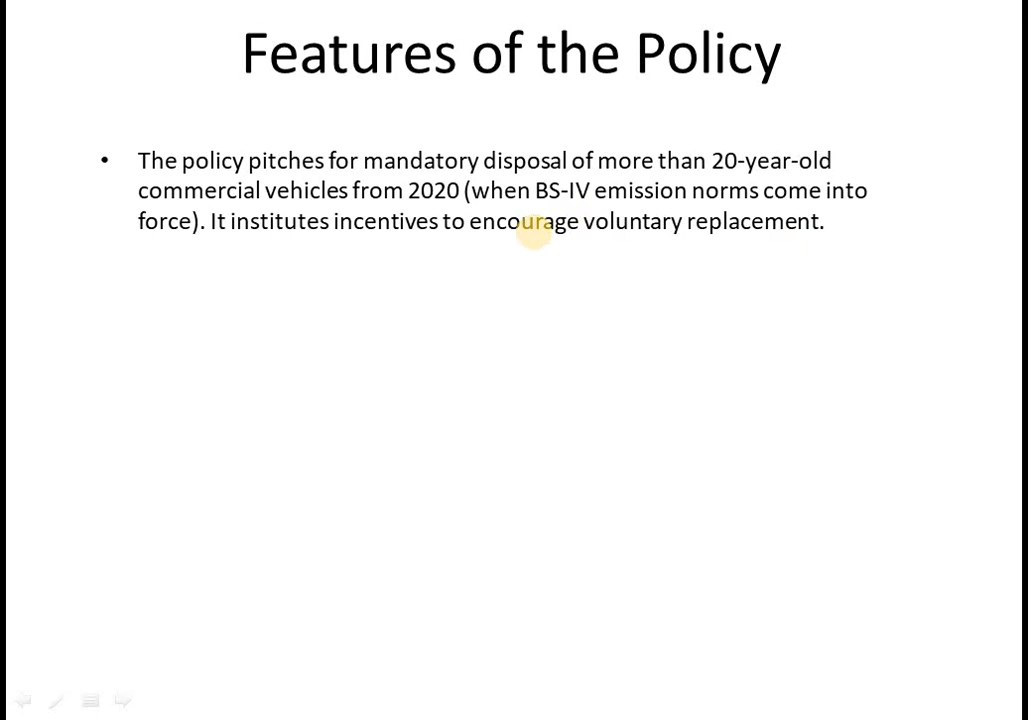 Features of the Policy
• The policy pitches for mandatory disposal of more than 20-year-old
commercial vehicles from 2020 (when BS-IV emission norms come into
force). It institutes incentives to encourage voluntary replacement.